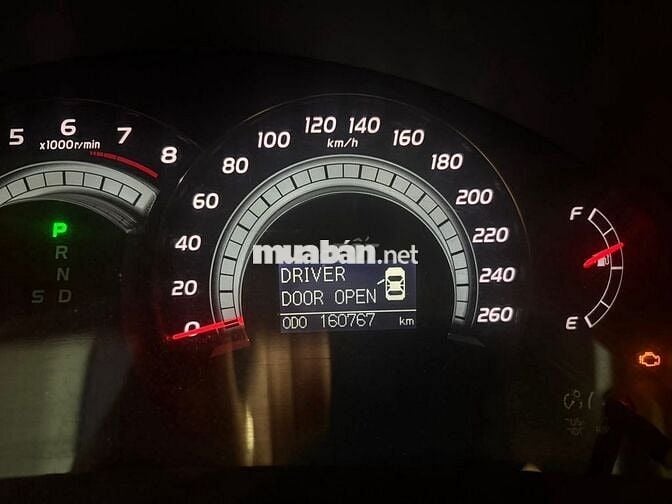 5 6 7 8
x1000r/min
P
R
N
S D
0 20 40 60 80 100 120 140 160 180 200 220 240 260
km/h
muaban.net
DRIVER
DOOR OPEN
ODO 160767 km
F
E